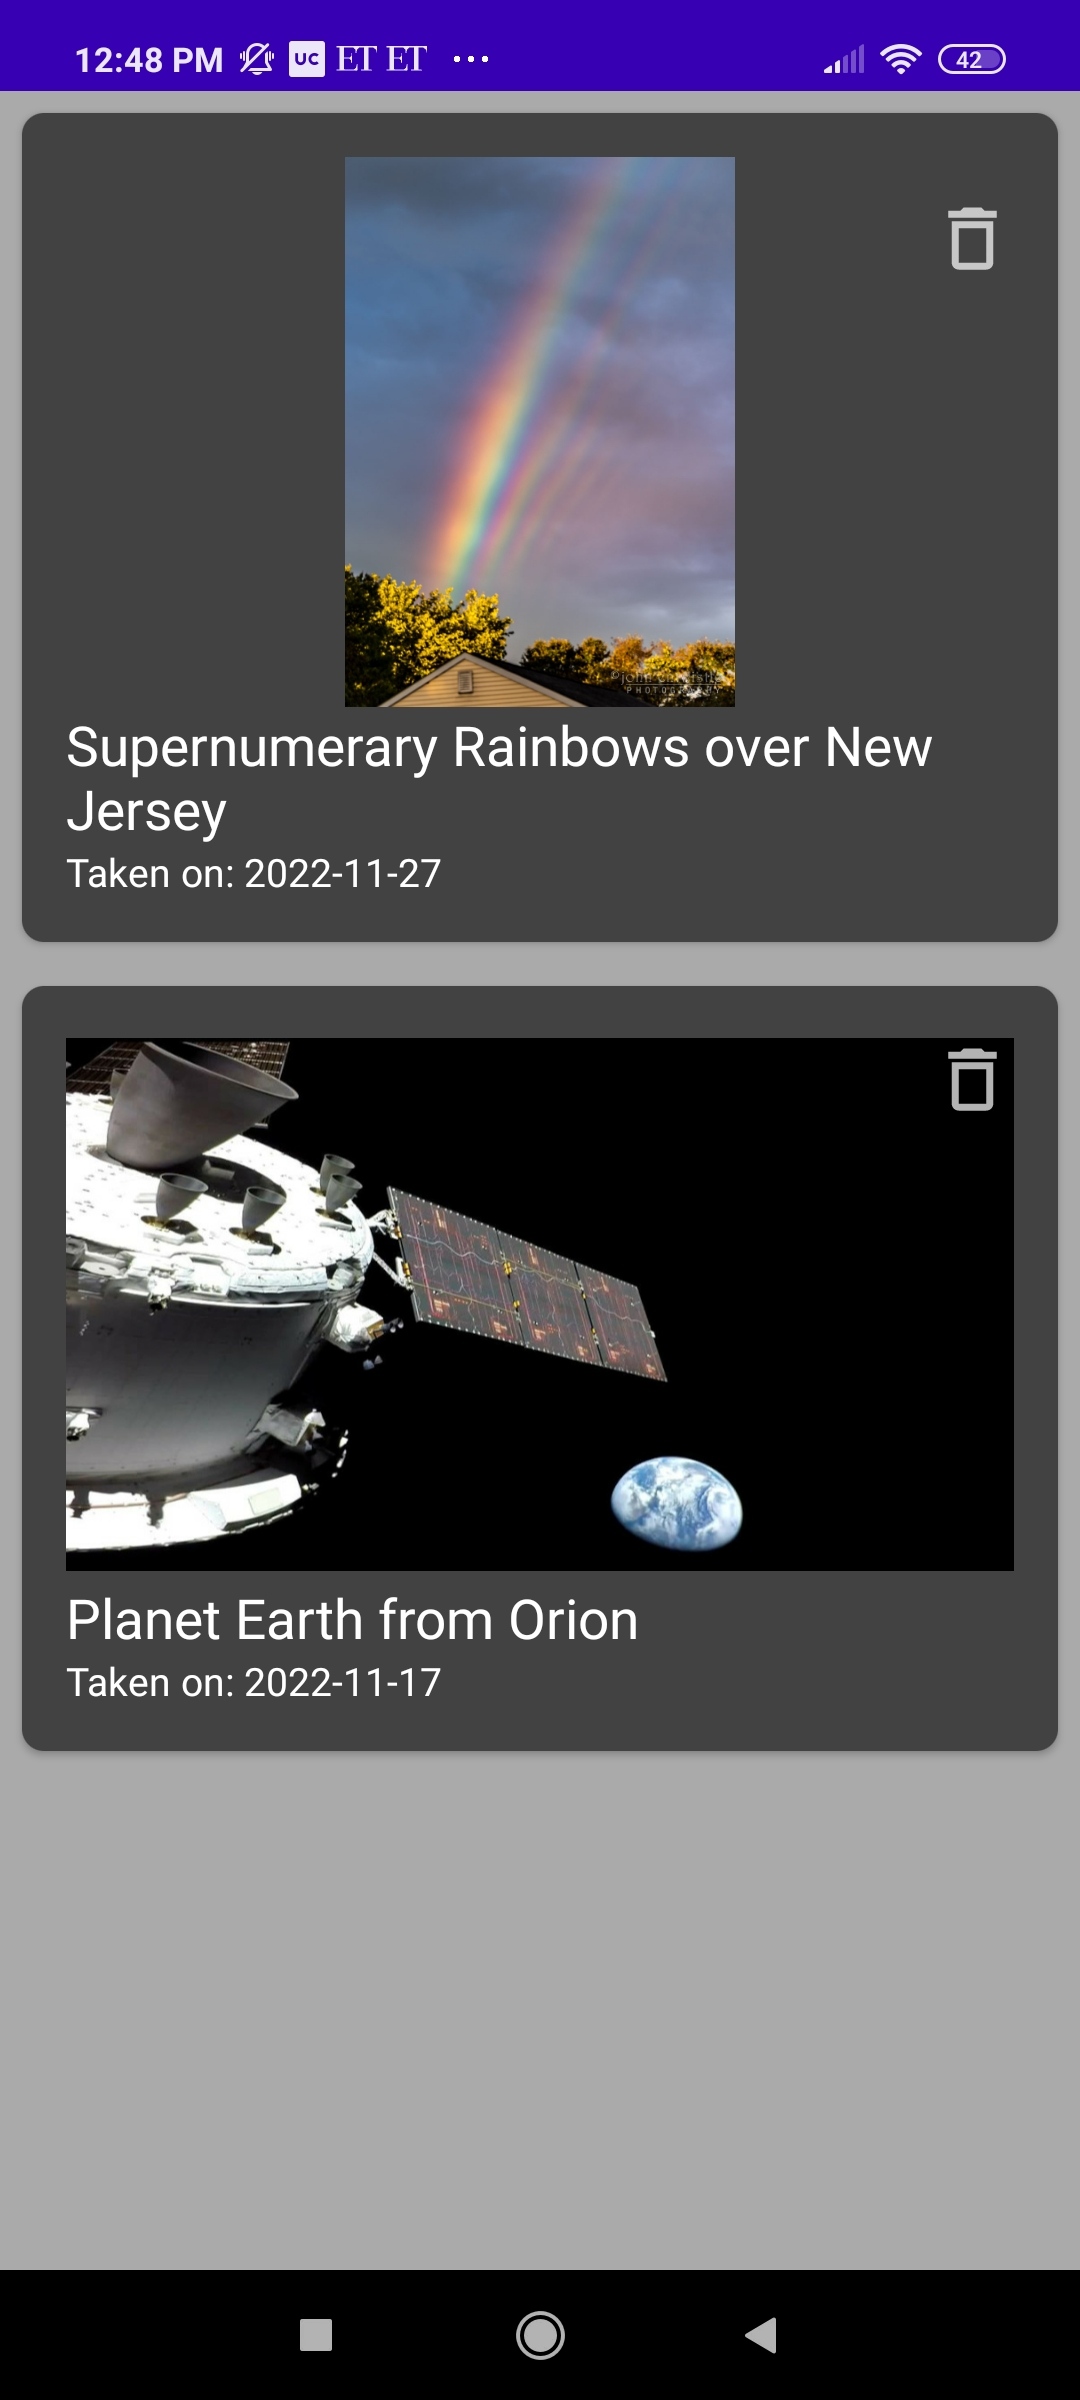 12:48 PM UC ET ET ... 42
Supernumerary Rainbows over New
Jersey
Taken on: 2022-11-27
Planet Earth from Orion
Taken on: 2022-11-17